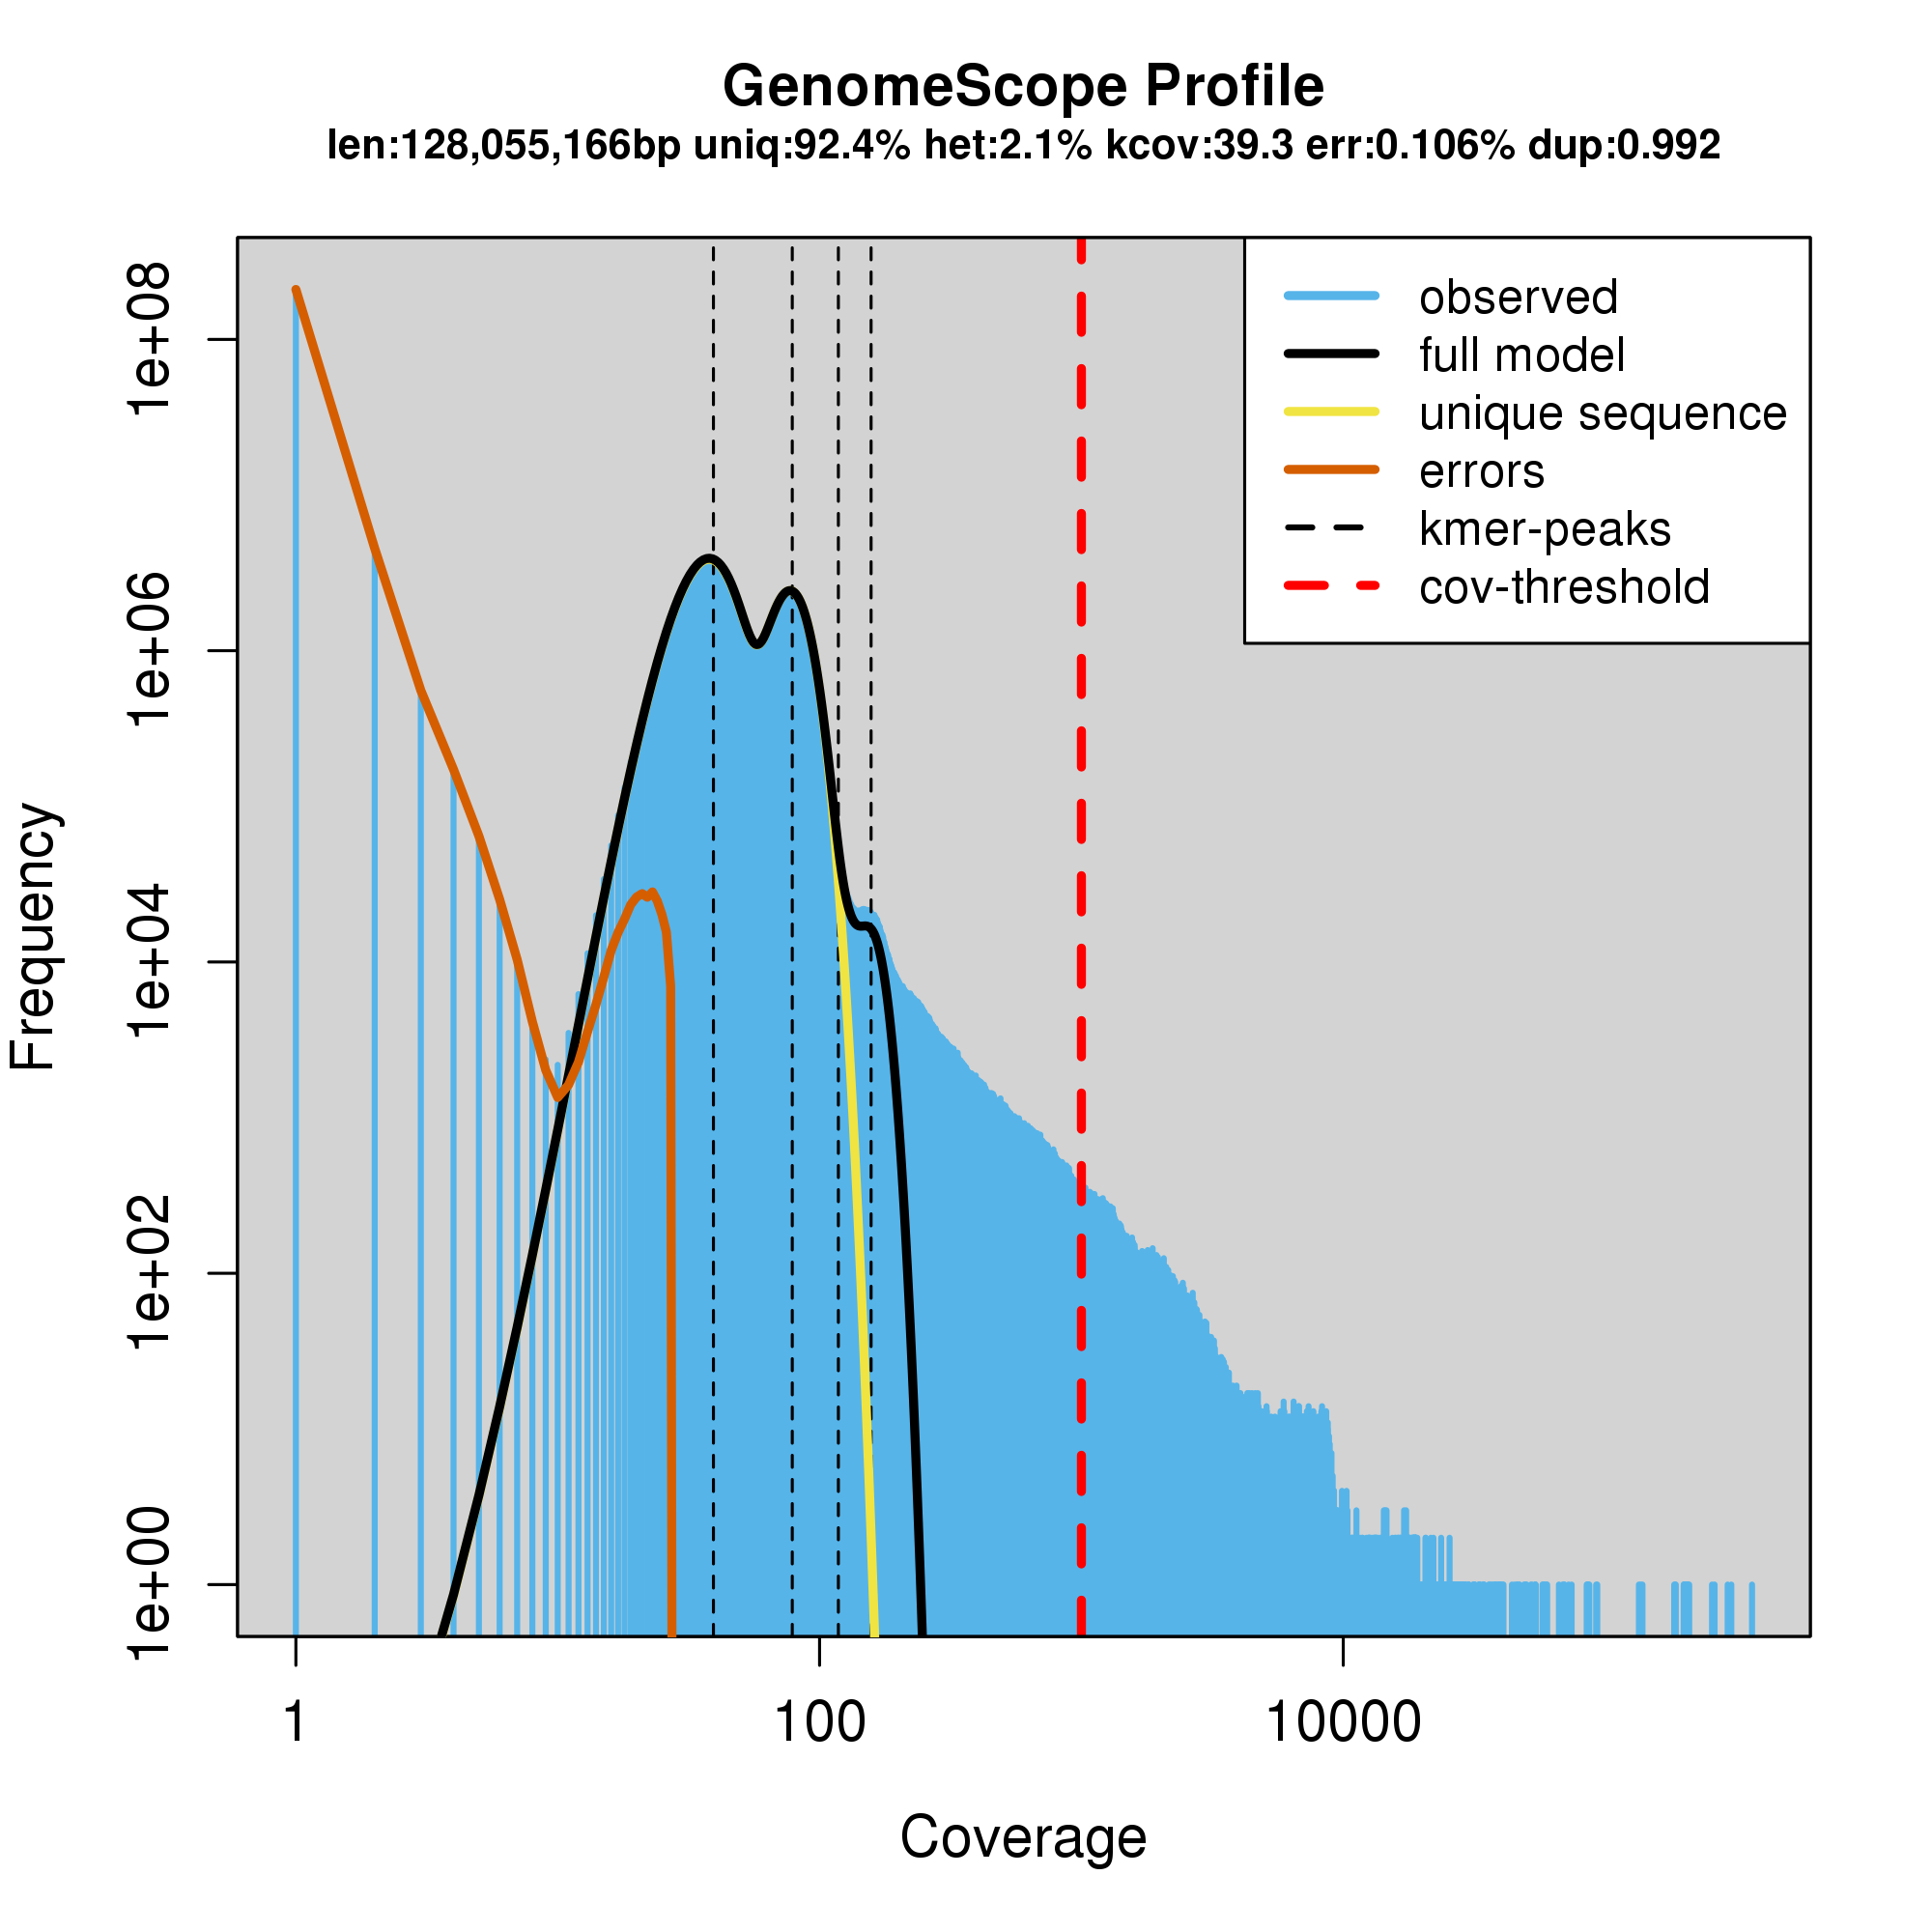 GenomeScope Profile
len:128,055,166bp uniq:92.4% het:2.1% kcov:39.3 err:0.106% dup:0.992
observed
full model
unique sequence
errors
kmer-peaks
cov-threshold
Frequency
1e+08
1e+06
1e+04
1e+02
1e+00
1
100
10000
Coverage